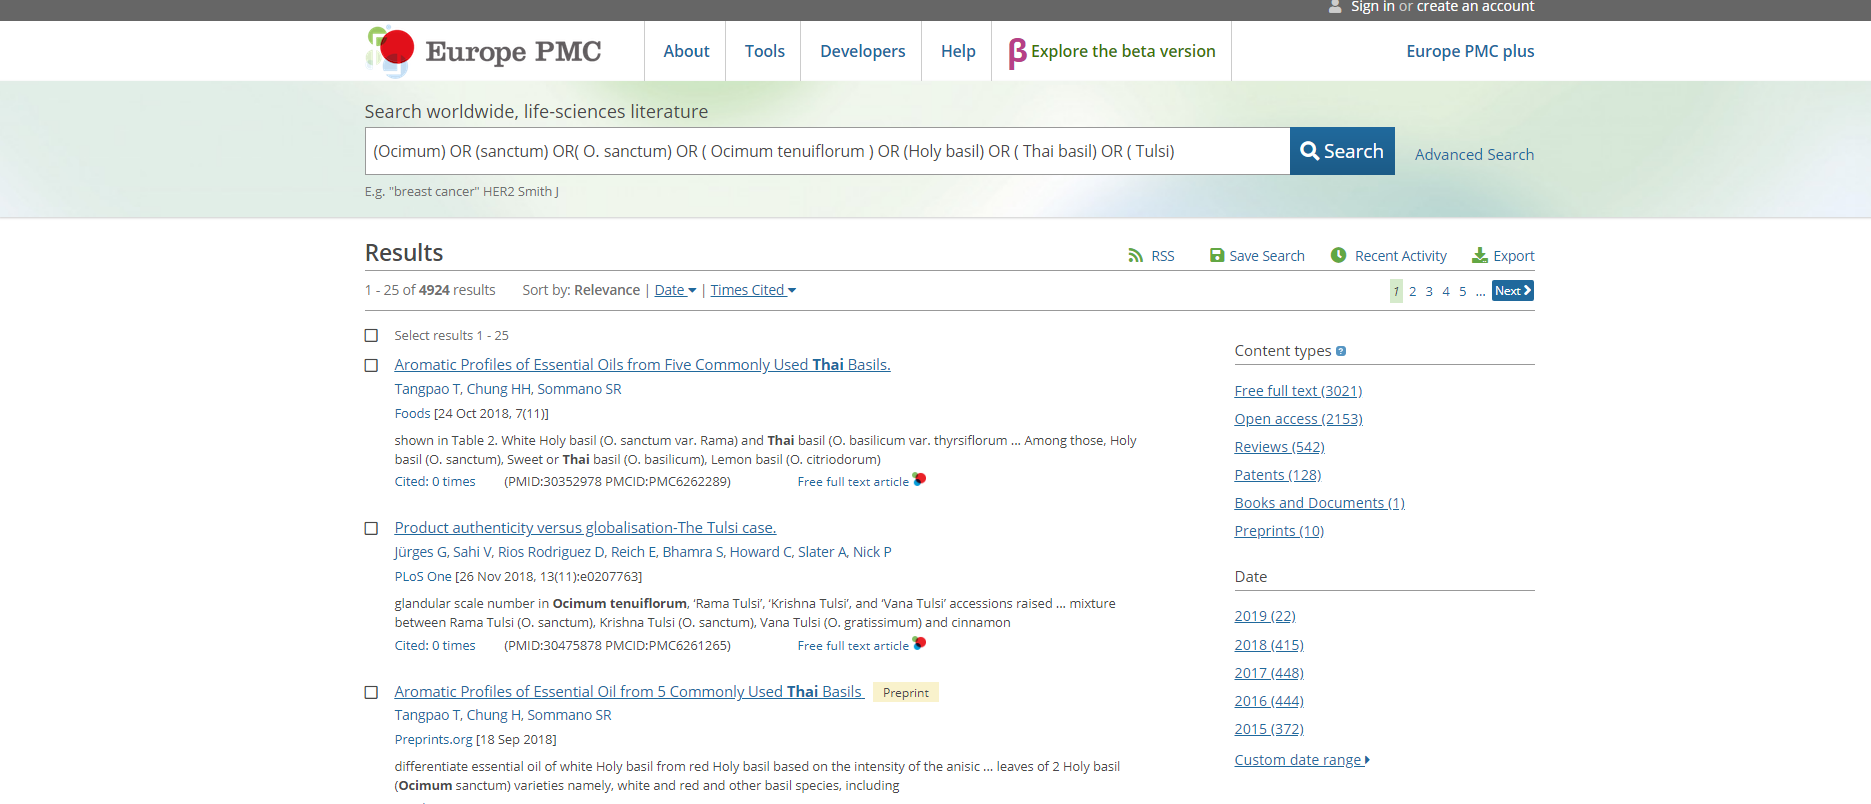 Sign in or create an account
Europe PMC
About
Tools
Developers
Help
β Explore the beta version
Europe PMC plus
Search worldwide, life-sciences literature
(Ocimum) OR (sanctum) OR( O. sanctum) OR ( Ocimum tenuiflorum ) OR (Holy basil) OR ( Thai basil) OR ( Tulsi)
Search
Advanced Search
E.g. "breast cancer" HER2 Smith J
Results
RSS
Save Search
Recent Activity
Export
1 - 25 of 4924 results
Sort by: Relevance | Date | Times Cited
1 2 3 4 5 ... Next
Select results 1 - 25
Aromatic Profiles of Essential Oils from Five Commonly Used Thai Basils.
Tangpao T, Chung HH, Sommano SR
Foods [24 Oct 2018, 7(11)]
shown in Table 2. White Holy basil (O. sanctum var. Rama) and Thai basil (O. basilicum var. thyrsiflorum ... Among those, Holy
basil (O. sanctum), Sweet or Thai basil (O. basilicum), Lemon basil (O. citriodorum)
Cited: 0 times (PMID:30352978 PMCID:PMC6262289) Free full text article
Product authenticity versus globalisation-The Tulsi case.
Jürges G, Sahi V, Rios Rodriguez D, Reich E, Bhamra S, Howard C, Slater A, Nick P
PLoS One [26 Nov 2018, 13(11):e0207763]
glandular scale number in Ocimum tenuiflorum, ‘Rama Tulsi’, ‘Krishna Tulsi’, and ‘Vana Tulsi’ accessions raised ... mixture
between Rama Tulsi (O. sanctum), Krishna Tulsi (O. sanctum), Vana Tulsi (O. gratissimum) and cinnamon
Cited: 0 times (PMID:30475878 PMCID:PMC6261265) Free full text article
Aromatic Profiles of Essential Oil from 5 Commonly Used Thai Basils Preprint
Tangpao T, Chung H, Sommano SR
Preprints.org [18 Sep 2018]
differentiate essential oil of white Holy basil from red Holy basil based on the intensity of the anisic ... leaves of 2 Holy basil
(Ocimum sanctum) varieties namely, white and red and other basil species, including
Content types ?
Free full text (3021)
Open access (2153)
Reviews (542)
Patents (128)
Books and Documents (1)
Preprints (10)
Date
2019 (22)
2018 (415)
2017 (448)
2016 (444)
2015 (372)
Custom date range